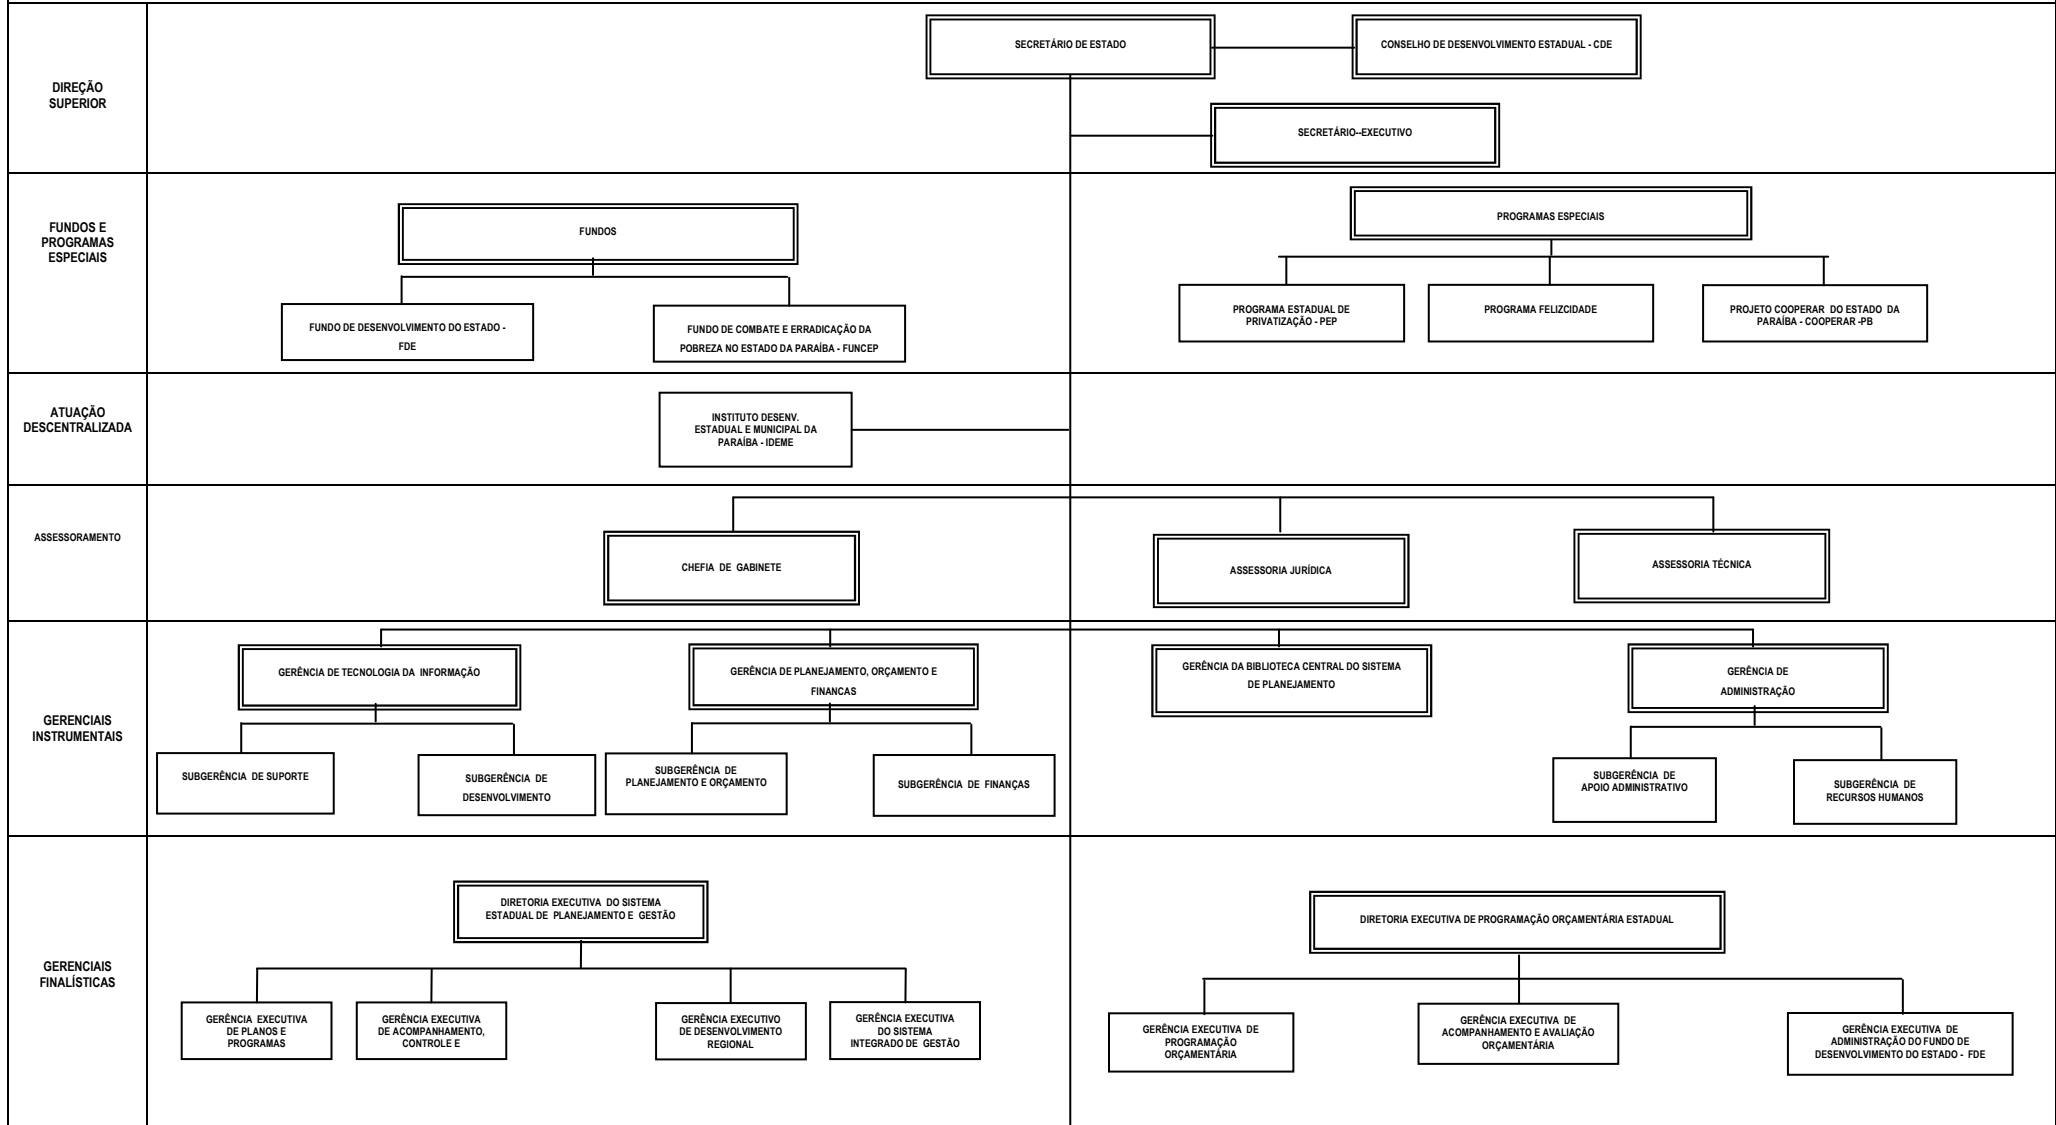 DIREÇÃO
SUPERIOR
SECRETÁRIO DE ESTADO
CONSELHO DE DESENVOLVIMENTO ESTADUAL - CDE
SECRETÁRIO--EXECUTIVO
FUNDOS E
PROGRAMAS
ESPECIAIS
FUNDOS
FUNDO DE DESENVOLVIMENTO DO ESTADO -
FDE
FUNDO DE COMBATE E ERRADICAÇÃO DA
POBREZA NO ESTADO DA PARAÍBA - FUNCEP
PROGRAMAS ESPECIAIS
PROGRAMA ESTADUAL DE
PRIVATIZAÇÃO - PEP
PROGRAMA FELIZCIDADE
PROJETO COOPERAR DO ESTADO DA
PARAÍBA - COOPERAR -PB
ATUAÇÃO
DESCENTRALIZADA
INSTITUTO DESENV.
ESTADUAL E MUNICIPAL DA
PARAÍBA - IDEME
ASSESSORAMENTO
CHEFIA DE GABINETE
ASSESSORIA JURÍDICA
ASSESSORIA TÉCNICA
GERENCIAIS
INSTRUMENTAIS
GERÊNCIA DE TECNOLOGIA DA INFORMAÇÃO
SUBGERÊNCIA DE SUPORTE
SUBGERÊNCIA DE
DESENVOLVIMENTO
GERÊNCIA DE PLANEJAMENTO, ORÇAMENTO E
FINANCAS
SUBGERÊNCIA DE
PLANEJAMENTO E ORÇAMENTO
SUBGERÊNCIA DE FINANÇAS
GERÊNCIA DA BIBLIOTECA CENTRAL DO SISTEMA
DE PLANEJAMENTO
GERÊNCIA DE
ADMINISTRAÇÃO
SUBGERÊNCIA DE
APOIO ADMINISTRATIVO
SUBGERÊNCIA DE
RECURSOS HUMANOS
GERENCIAIS
FINALÍSTICAS
DIRETORIA EXECUTIVA DO SISTEMA
ESTADUAL DE PLANEJAMENTO E GESTÃO
GERÊNCIA EXECUTIVA
DE PLANOS E
PROGRAMAS
GERÊNCIA EXECUTIVA
DE ACOMPANHAMENTO,
CONTROLE E
GERÊNCIA EXECUTIVO
DE DESENVOLVIMENTO
REGIONAL
GERÊNCIA EXECUTIVA
DO SISTEMA
INTEGRADO DE GESTÃO
DIRETORIA EXECUTIVA DE PROGRAMAÇÃO ORÇAMENTÁRIA ESTADUAL
GERÊNCIA EXECUTIVA DE
PROGRAMAÇÃO
ORÇAMENTÁRIA
GERÊNCIA EXECUTIVA DE
ACOMPANHAMENTO E AVALIAÇÃO
ORÇAMENTÁRIA
GERÊNCIA EXECUTIVA DE
ADMINISTRAÇÃO DO FUNDO DE
DESENVOLVIMENTO DO ESTADO - FDE